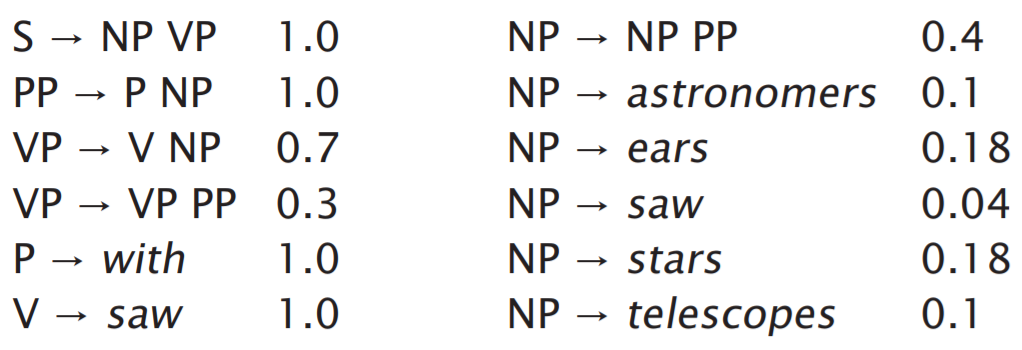 S → NP VP 1.0 NP → NP PP 0.4
PP → P NP 1.0 NP → astronomers 0.1
VP → V NP 0.7 NP → ears 0.18
VP → VP PP 0.3 NP → saw 0.04
P → with 1.0 NP → stars 0.18
V → saw 1.0 NP → telescopes 0.1